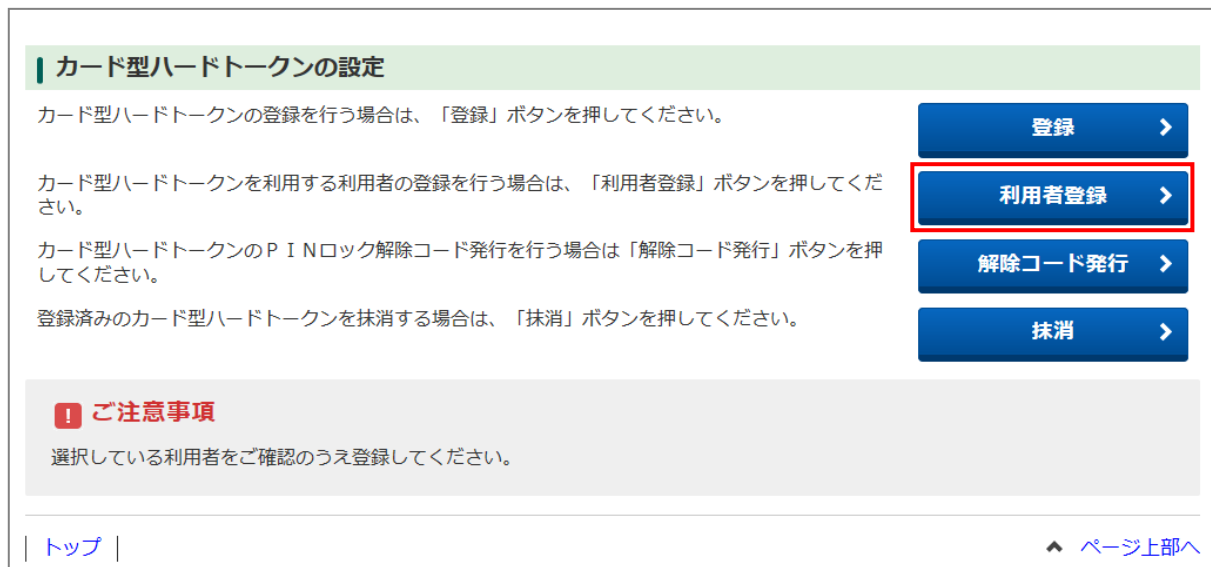 カード型ハードトークンの設定
カード型ハードトークンの登録を行う場合は、「登録」ボタンを押してください。
登録
カード型ハードトークンを利用する利用者の登録を行う場合は、「利用者登録」ボタンを押してくだ
さい。
利用者登録
カード型ハードトークンのＰＩＮロック解除コード発行を行う場合は「解除コード発行」ボタンを押
してください。
解除コード発行
登録済みのカード型ハードトークンを抹消する場合は、「抹消」ボタンを押してください。
抹消
! ご注意事項
選択している利用者をご確認のうえ登録してください。
| トップ |
ページ上部へ